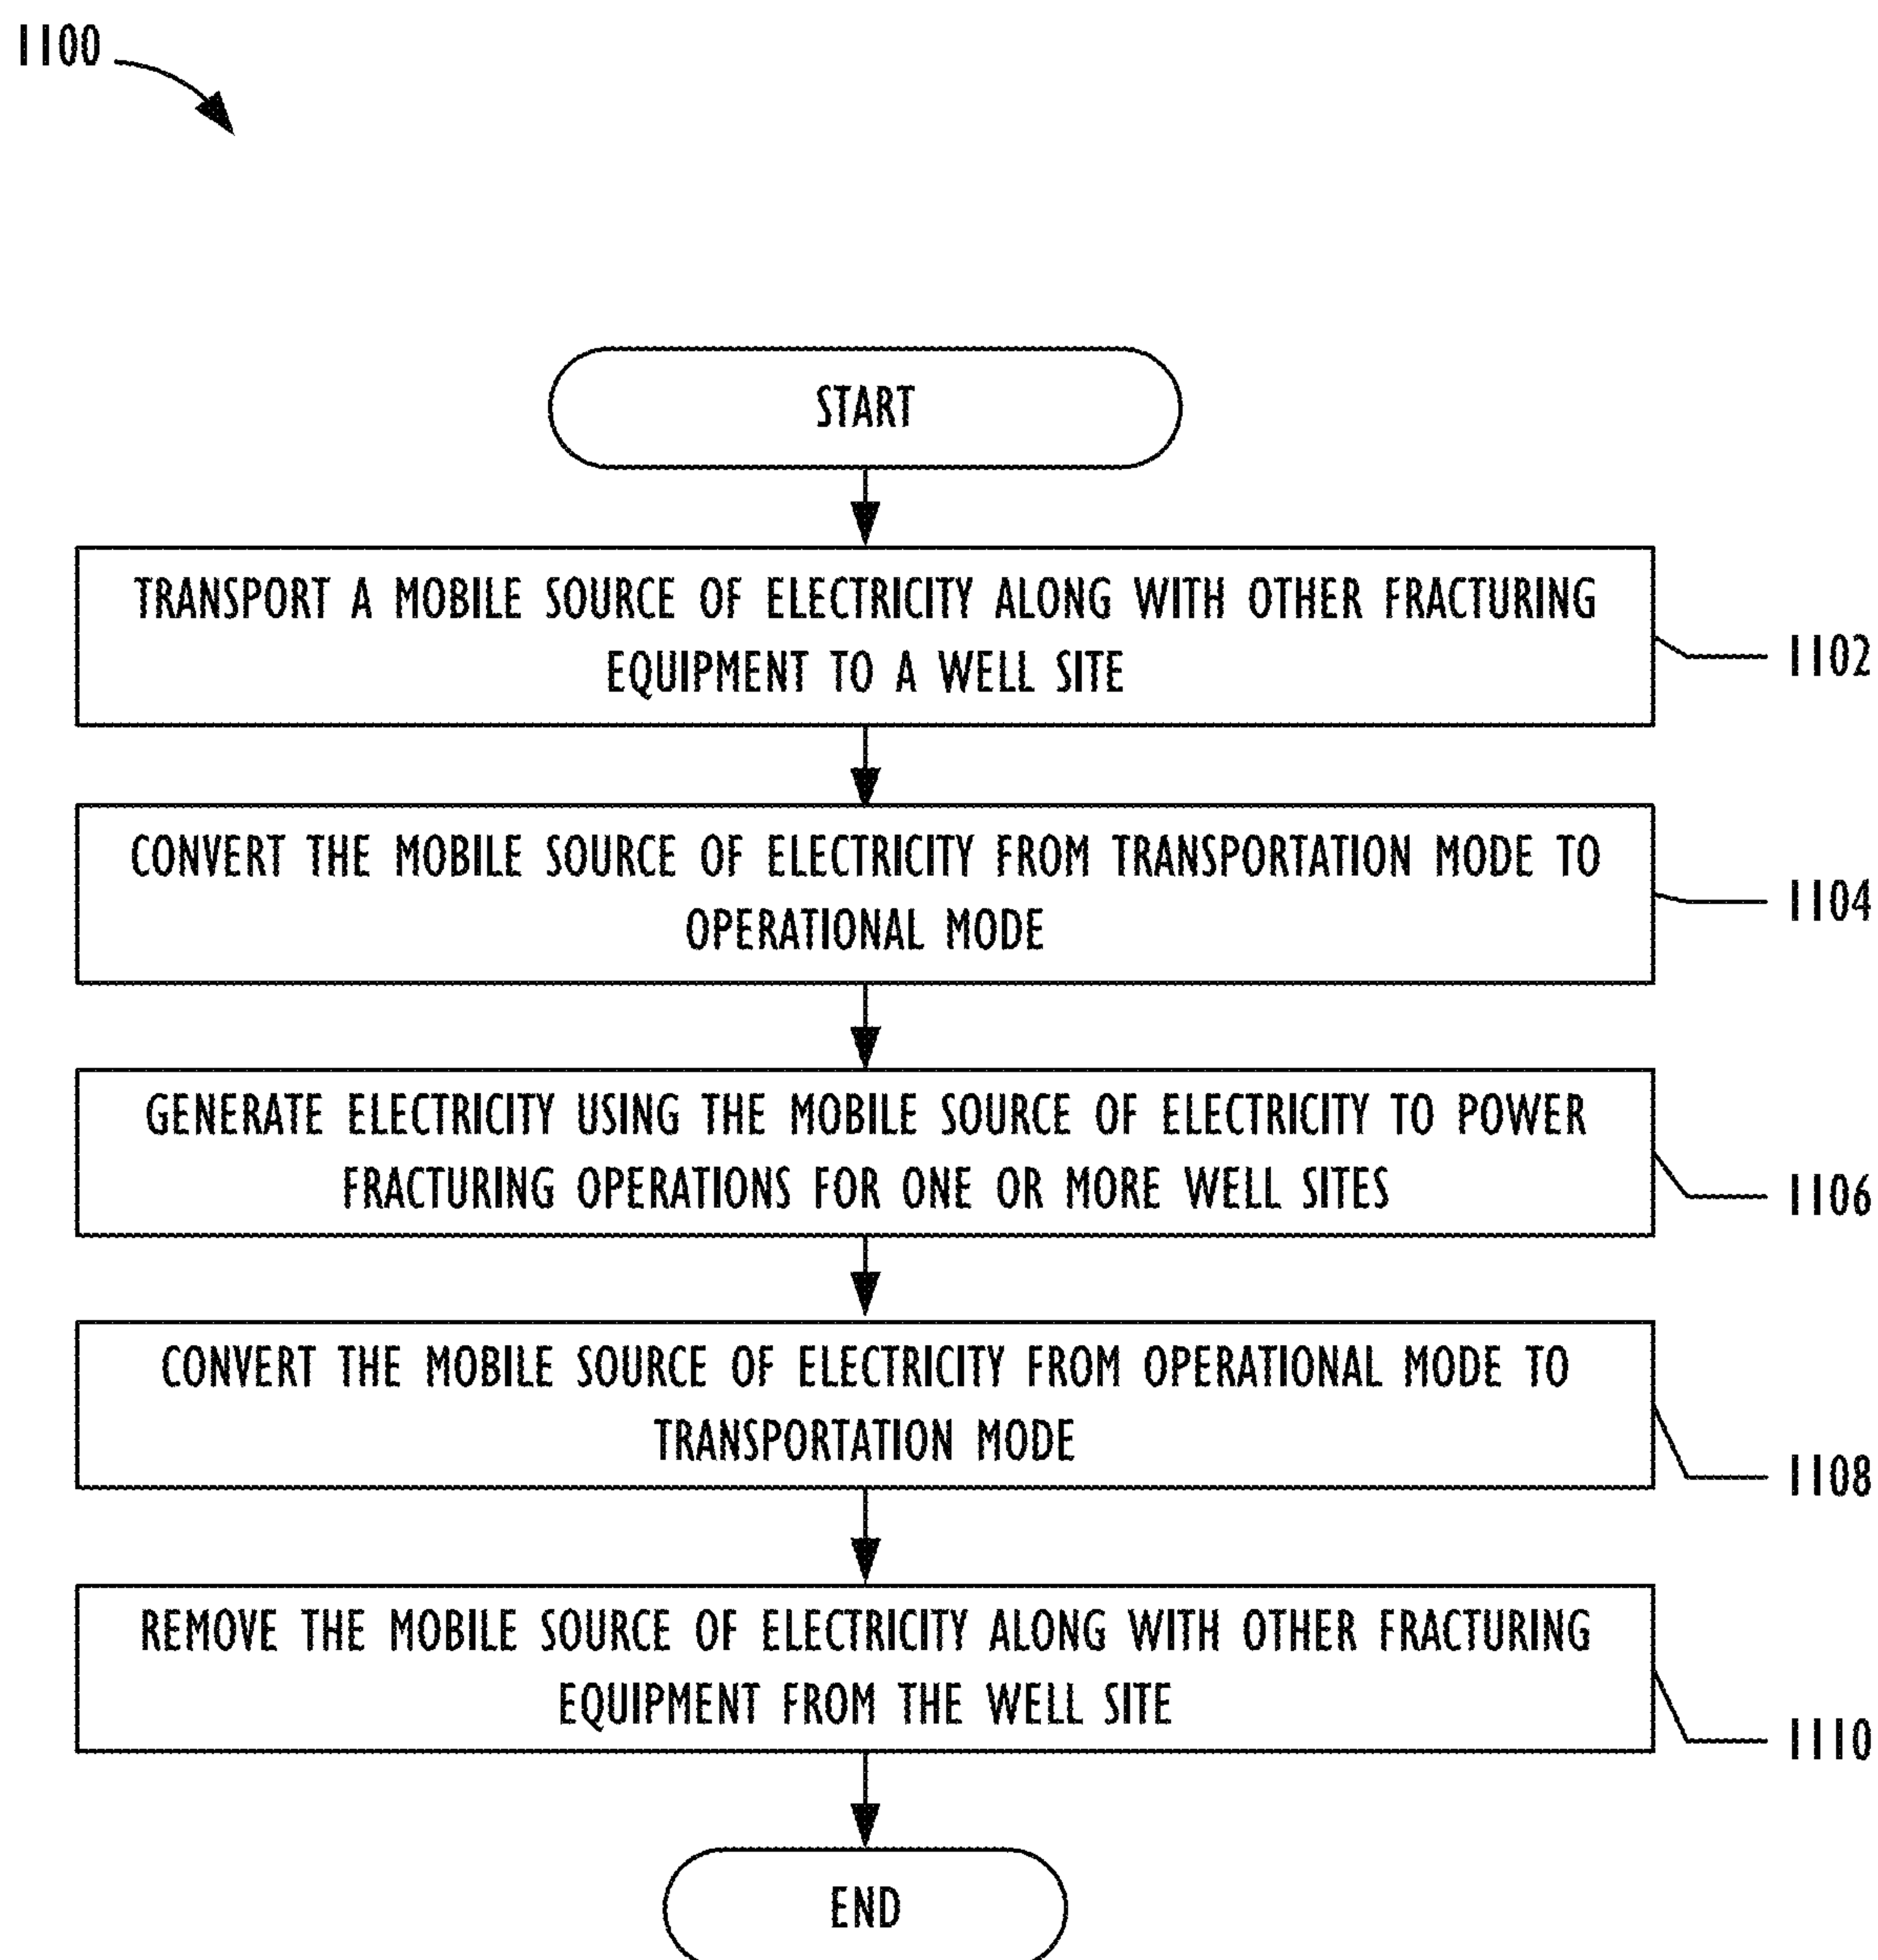 1100
START
TRANSPORT A MOBILE SOURCE OF ELECTRICITY ALONG WITH OTHER FRACTURING
EQUIPMENT TO A WELL SITE
1102
CONVERT THE MOBILE SOURCE OF ELECTRICITY FROM TRANSPORTATION MODE TO
OPERATIONAL MODE
1104
GENERATE ELECTRICITY USING THE MOBILE SOURCE OF ELECTRICITY TO POWER
FRACTURING OPERATIONS FOR ONE OR MORE WELL SITES
1106
CONVERT THE MOBILE SOURCE OF ELECTRICITY FROM OPERATIONAL MODE TO
TRANSPORTATION MODE
1108
REMOVE THE MOBILE SOURCE OF ELECTRICITY ALONG WITH OTHER FRACTURING
EQUIPMENT FROM THE WELL SITE
1110
END